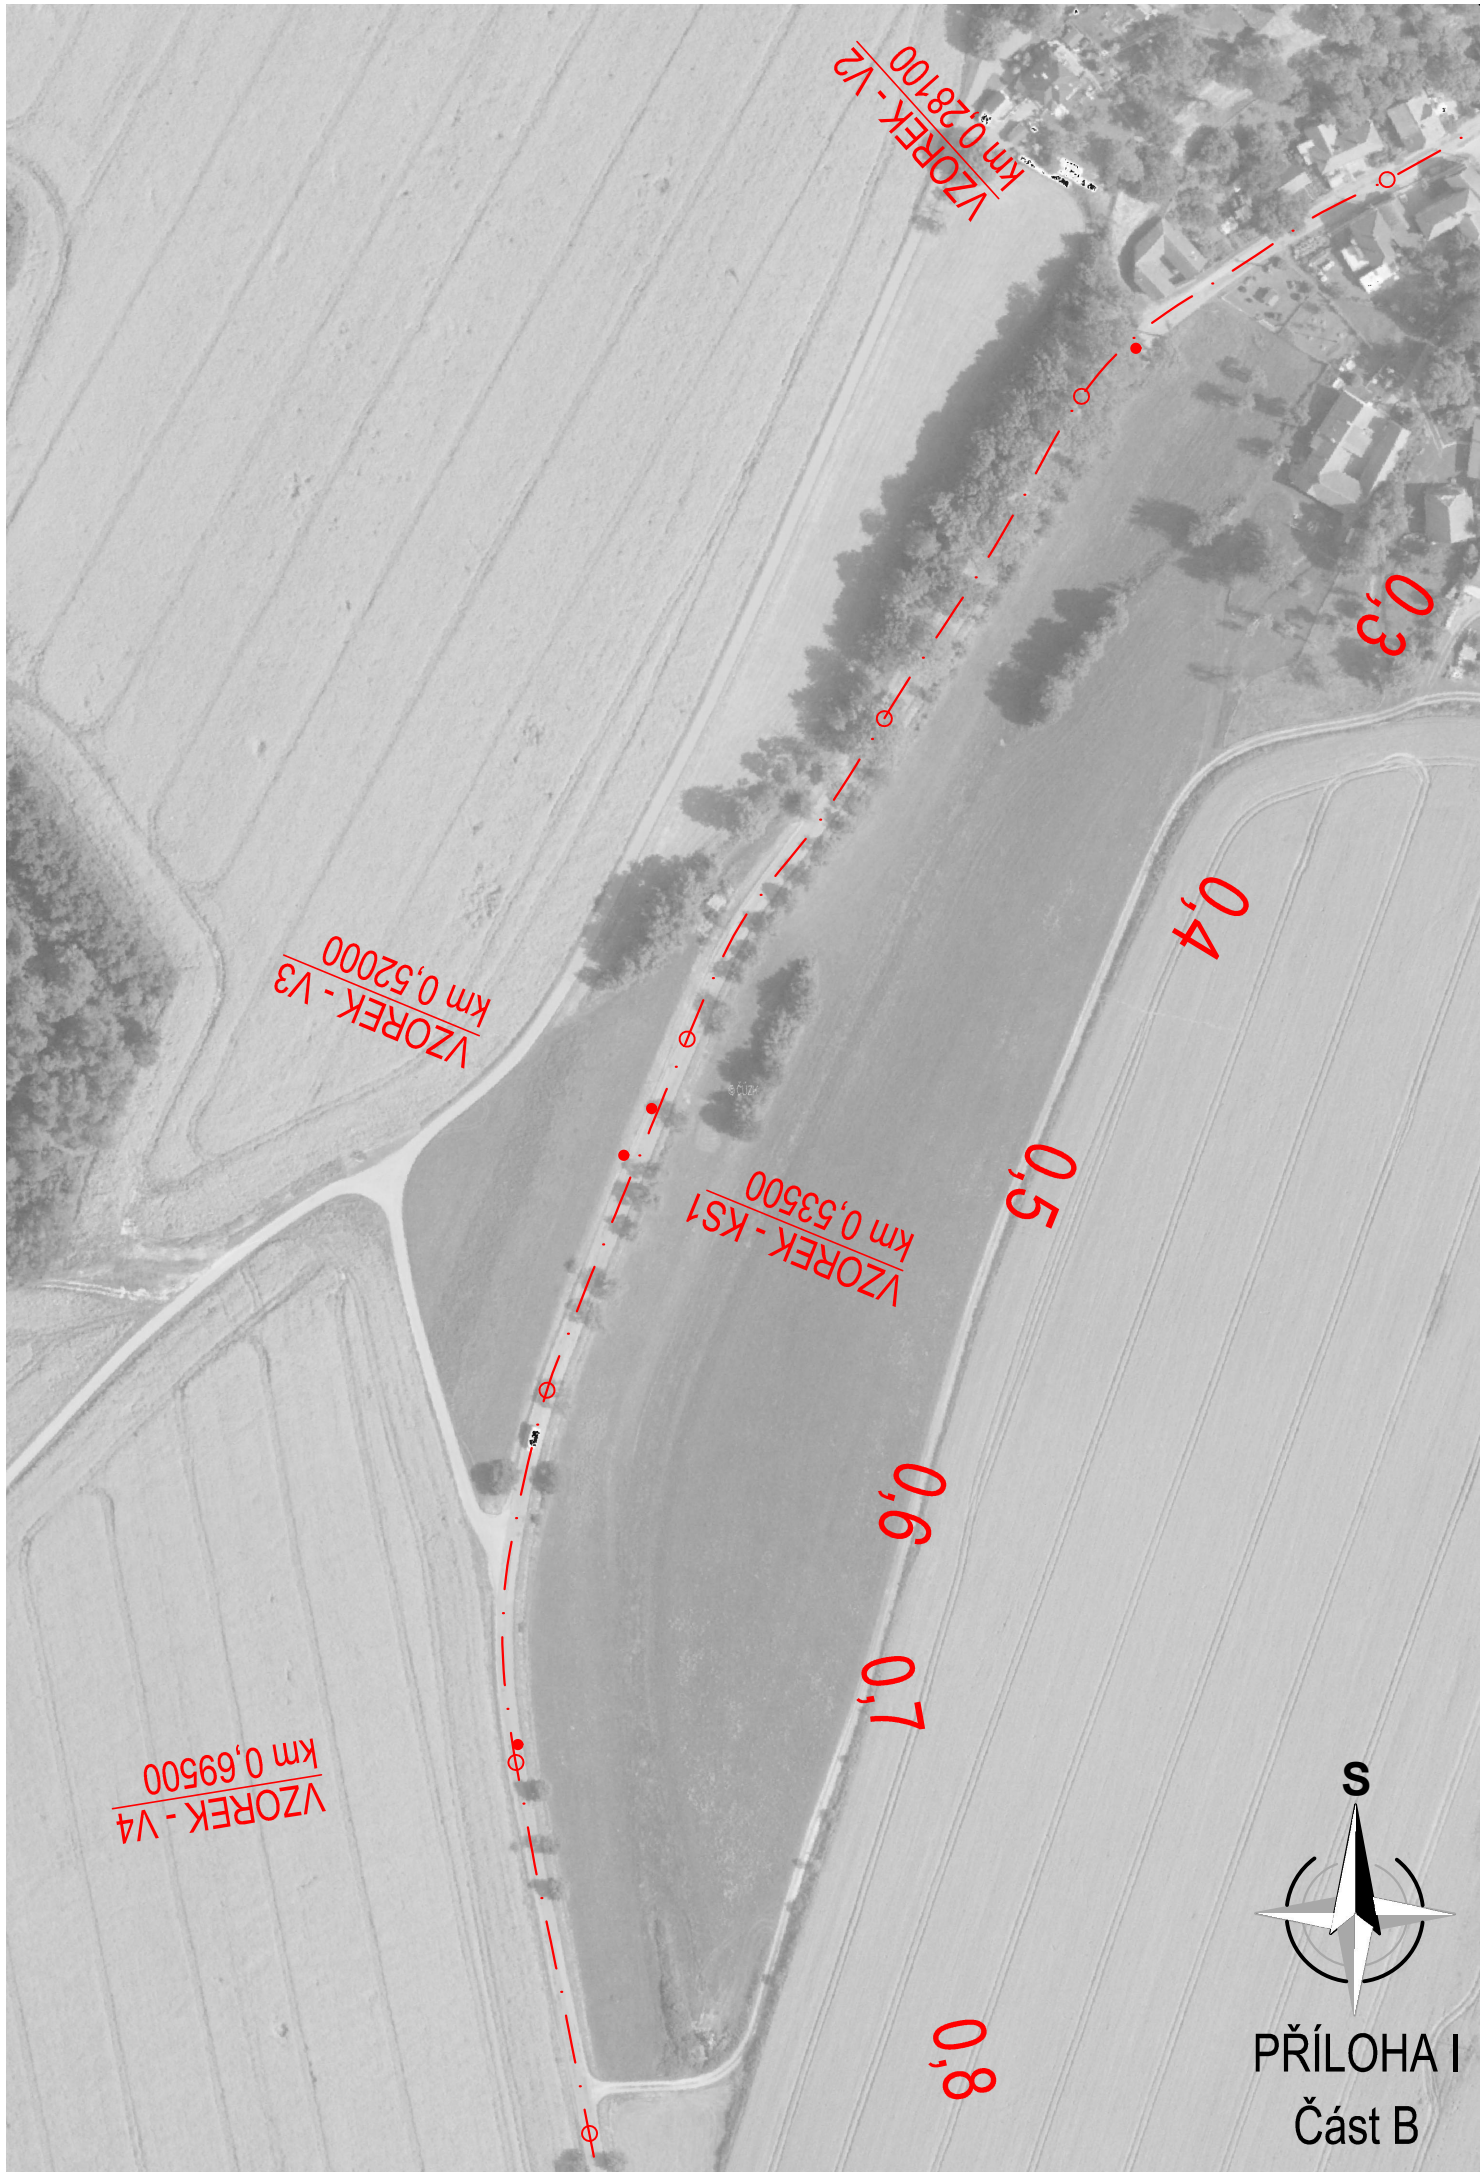 VZOREK - V2
km 0,28100
0,3
0,4
VZOREK - V3
km 0,52000
© ČÚZK
0,5
VZOREK - KS1
km 0,53500
0,6
0,7
VZOREK - V4
km 0,69500
S
0,8
PŘÍLOHA I
Část B